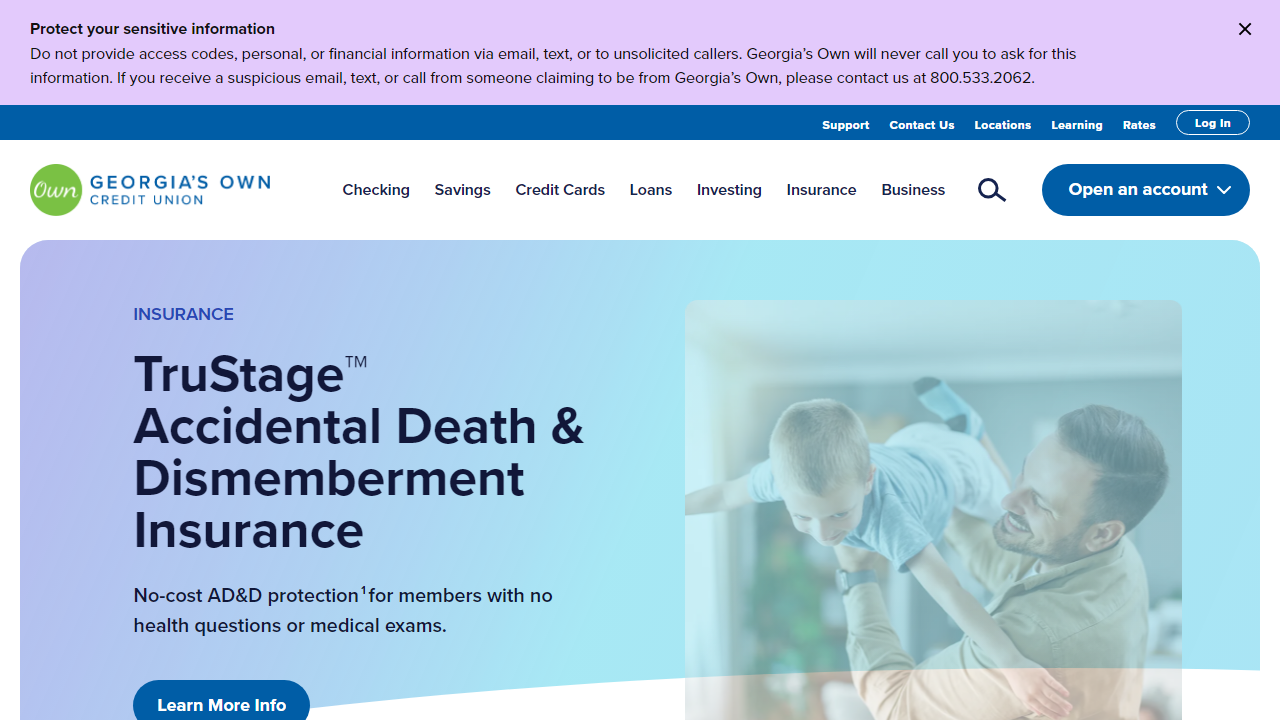 Protect your sensitive information
Do not provide access codes, personal, or financial information via email, text, or to unsolicited callers. Georgia's Own will never call you to ask for this
information. If you receive a suspicious email, text, or call from someone claiming to be from Georgia's Own, please contact us at 800.533.2062.
Support Contact Us Locations Learning Rates Log In
Own GEORGIA'S OWN
CREDIT UNION
Checking Savings Credit Cards Loans Investing Insurance Business Open an account
INSURANCE
TruStage™
Accidental Death &
Dismemberment
Insurance
No-cost AD&D protection¹ for members with no
health questions or medical exams.
Learn More Info